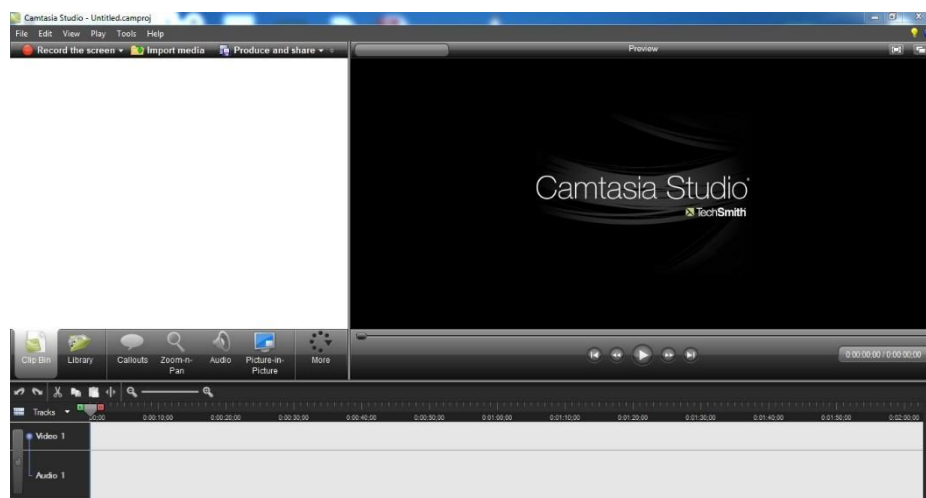 Camtasia Studio - Untitled.camproj
File Edit View Play Tools Help
Record the screen Import media Produce and share
Preview
Camtasia Studio
TechSmith
Clip Bin Library Callouts Zoom-n-Pan Audio Picture-in-Picture More
0:00:00;00 / 0:00:00;00
Tracks 00;00 0:00:10;00 0:00:20;00 0:00:30;00 0:00:40;00 0:00:50;00 0:01:00;00 0:01:10;00 0:01:20;00 0:01:30;00 0:01:40;00 0:01:50;00 0:02:00;00
Video 1
Audio 1